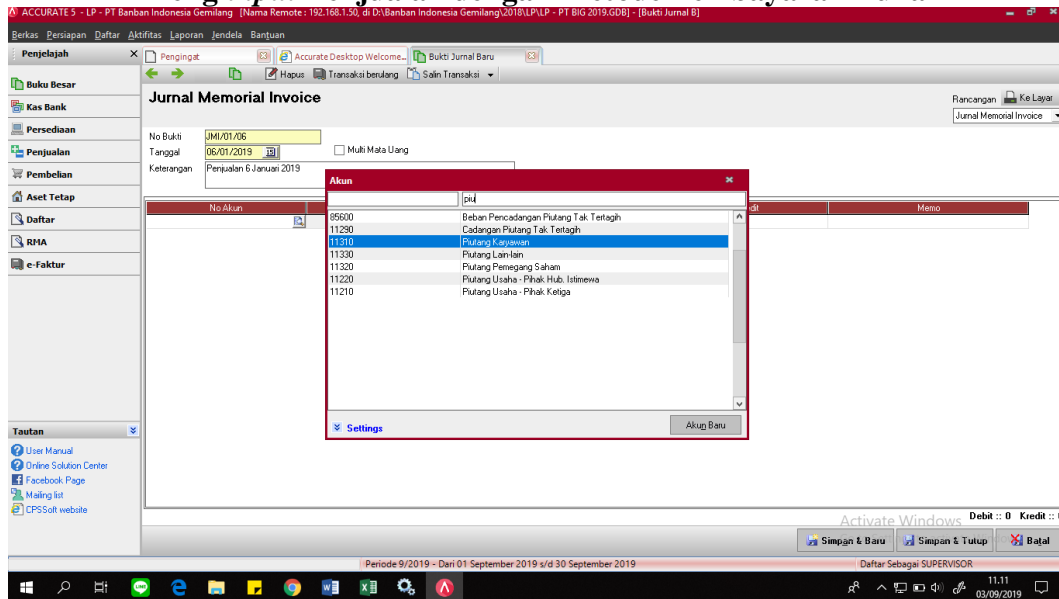 ACCURATE 5 - LP - PT Banban Indonesia Gemilang [Nama Remote : 192.168.1.50, di D:\Banban Indonesia Gemilang\2018\LP\LP - PT BIG 2019.GDB] - [Bukti Jurnal B]
Berkas Persiapan Daftar Aktifitas Laporan Jendela Bantuan
Penjelajah
Pengingat
Accurate Desktop Welcome...
Bukti Jurnal Baru
Hapus Transaksi berulang Salin Transaksi
Buku Besar
Kas Bank
Persediaan
Penjualan
Pembelian
Aset Tetap
Daftar
RMA
e-Faktur
Jurnal Memorial Invoice
Rancangan Ke Layar
Jurnal Memorial Invoice
No Bukti JMI/01/06
Tanggal 06/01/2019 Multi Mata Uang
Keterangan Penjualan 6 Januari 2019
No Akun
Memo
Akun
piu
85600 Beban Pencadangan Piutang Tak Tertagih
11290 Cadangan Piutang Tak Tertagih
11310 Piutang Karyawan
11330 Piutang Lain-lain
11320 Piutang Pemegang Saham
11220 Piutang Usaha - Pihak Hub. Istimewa
11210 Piutang Usaha - Pihak Ketiga
Settings
Akun Baru
Tautan
User Manual
Online Solution Center
Facebook Page
Mailing list
CPSSoft website
Activate Windows
Debit :: 0 Kredit ::
Simpan & Baru Simpan & Tutup Batal
Periode 9/2019 - Dari 01 September 2019 s/d 30 September 2019
Daftar Sebagai SUPERVISOR
11.11
03/09/2019